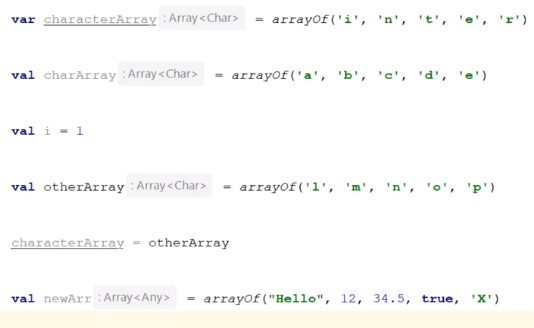 var characterArray : Array<Char> = arrayOf('i', 'n', 't', 'e', 'r')
val charArray : Array<Char> = arrayOf('a', 'b', 'c', 'd', 'e')
val i = 1
val otherArray : Array<Char> = arrayOf('l', 'm', 'n', 'o', 'p')
characterArray = otherArray
val newArr : Array<Any> = arrayOf("Hello", 12, 34.5, true, 'X')